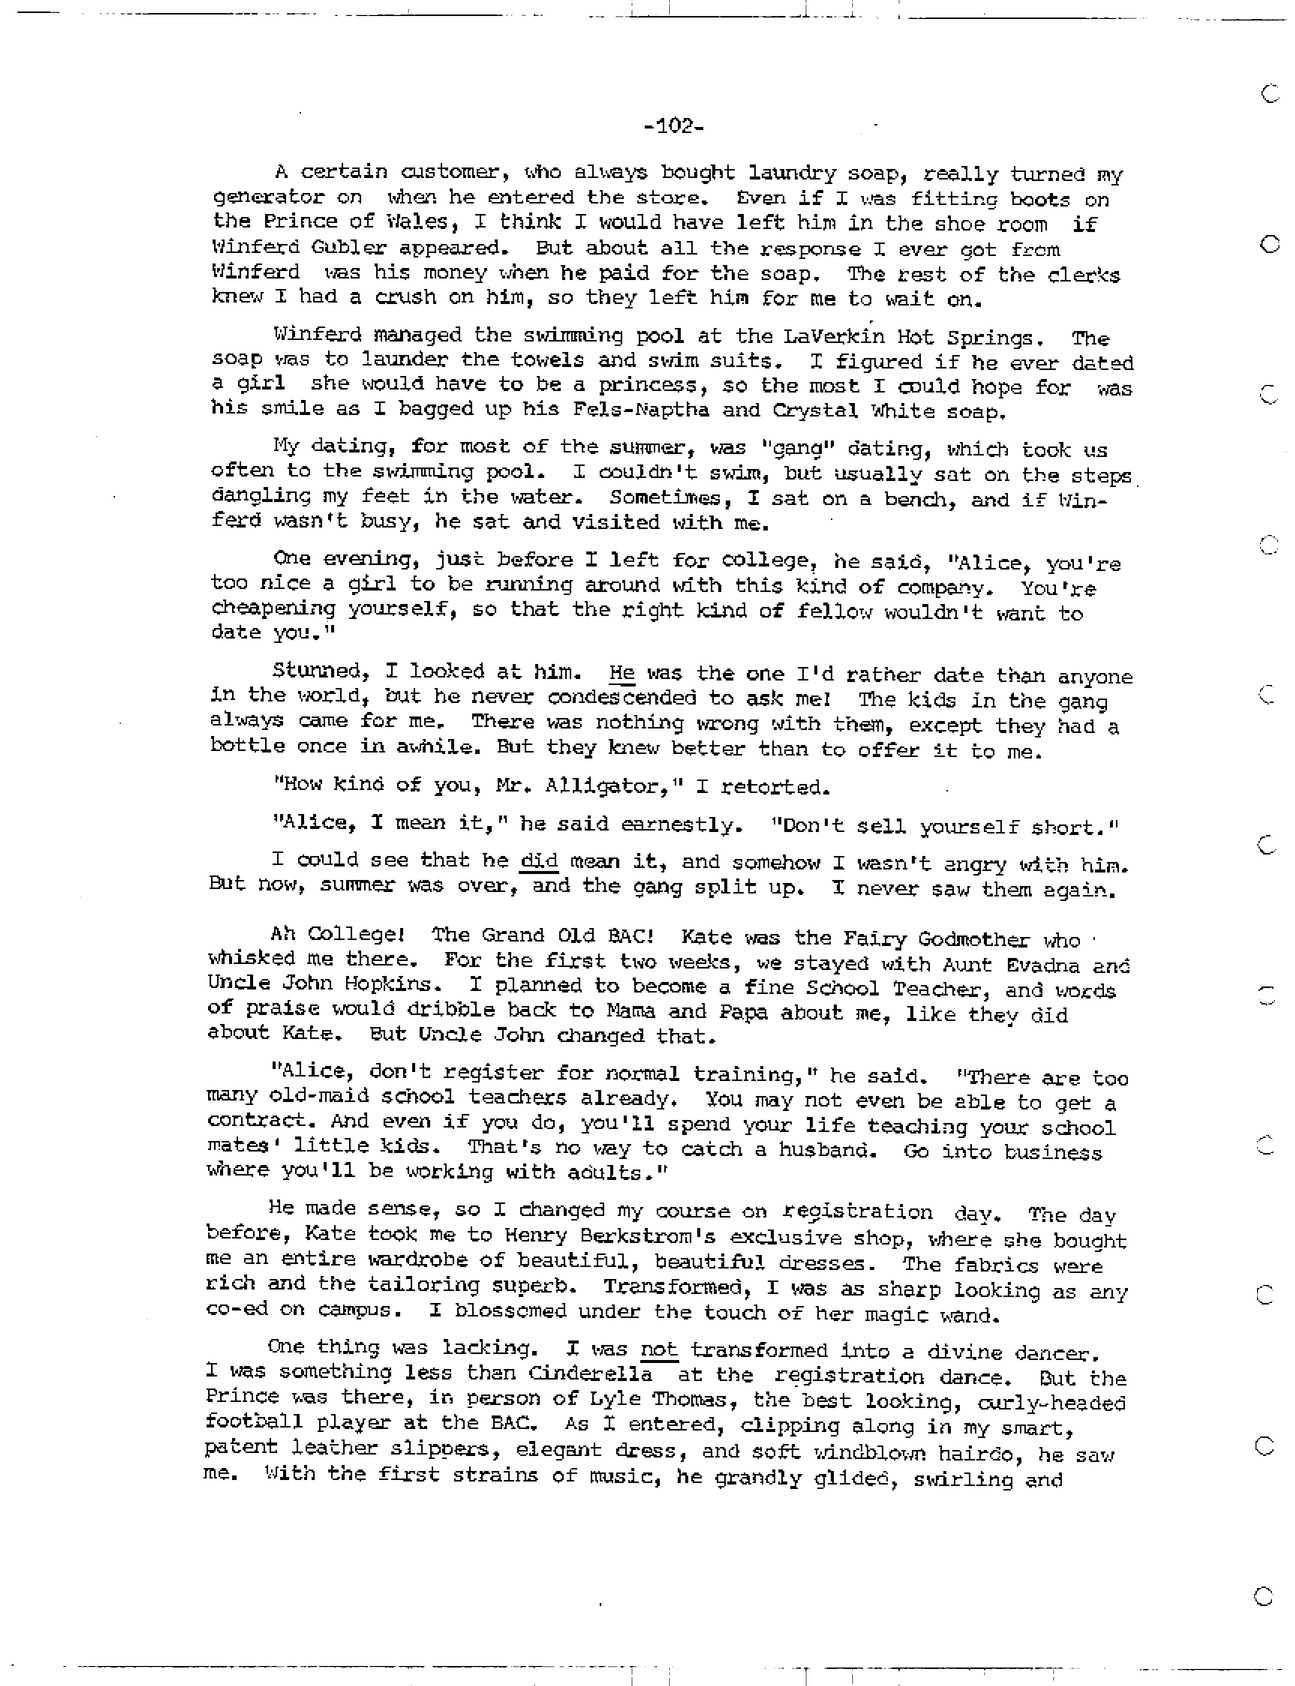 -102-
A certain customer, who always bought laundry soap, really turned my
generator on when he entered the store. Even if I was fitting boots on
the Prince of Wales, I think I would have left him in the shoe room if
Winferd Gubler appeared. But about all the response I ever got from
Winferd was his money when he paid for the soap. The rest of the clerks
knew I had a crush on him, so they left him for me to wait on.
Winferd managed the swimming pool at the LaVerkin Hot Springs. The
soap was to launder the towels and swim suits. I figured if he ever dated
a girl she would have to be a princess, so the most I could hope for was
his smile as I bagged up his Fels-Naptha and Crystal White soap.
My dating, for most of the summer, was "gang" dating, which took us
often to the swimming pool. I couldn't swim, but usually sat on the steps
dangling my feet in the water. Sometimes, I sat on a bench, and if Win-
ferd wasn't busy, he sat and visited with me.
One evening, just before I left for college, he said, "Alice, you're
too nice a girl to be running around with this kind of company. You're
cheapening yourself, so that the right kind of fellow wouldn't want to
date you."
Stunned, I looked at him. He was the one I'd rather date than anyone
in the world, but he never condescended to ask me! The kids in the gang
always came for me. There was nothing wrong with them, except they had a
bottle once in awhile. But they knew better than to offer it to me.
"How kind of you, Mr. Alligator," I retorted.
"Alice, I mean it," he said earnestly. "Don't sell yourself short."
I could see that he did mean it, and somehow I wasn't angry with him.
But now, summer was over, and the gang split up. I never saw them again.
Ah College! The Grand Old BAC! Kate was the Fairy Godmother who
whisked me there. For the first two weeks, we stayed with Aunt Evadna and
Uncle John Hopkins. I planned to become a fine School Teacher, and words
of praise would dribble back to Mama and Papa about me, like they did
about Kate. But Uncle John changed that.
"Alice, don't register for normal training," he said. "There are too
many old-maid school teachers already. You may not even be able to get a
contract. And even if you do, you'll spend your life teaching your school
mates' little kids. That's no way to catch a husband. Go into business
where you'll be working with adults."
He made sense, so I changed my course on registration day. The day
before, Kate took me to Henry Berkstrom's exclusive shop, where she bought
me an entire wardrobe of beautiful, beautiful dresses. The fabrics were
rich and the tailoring superb. Transformed, I was as sharp looking as any
co-ed on campus. I blossomed under the touch of her magic wand.
One thing was lacking. I was not transformed into a divine dancer.
I was something less than Cinderella at the registration dance. But the
Prince was there, in person of Lyle Thomas, the best looking, curly-headed
football player at the BAC. As I entered, clipping along in my smart,
patent leather slippers, elegant dress, and soft windblown hairdo, he saw
me. With the first strains of music, he grandly glided, swirling and